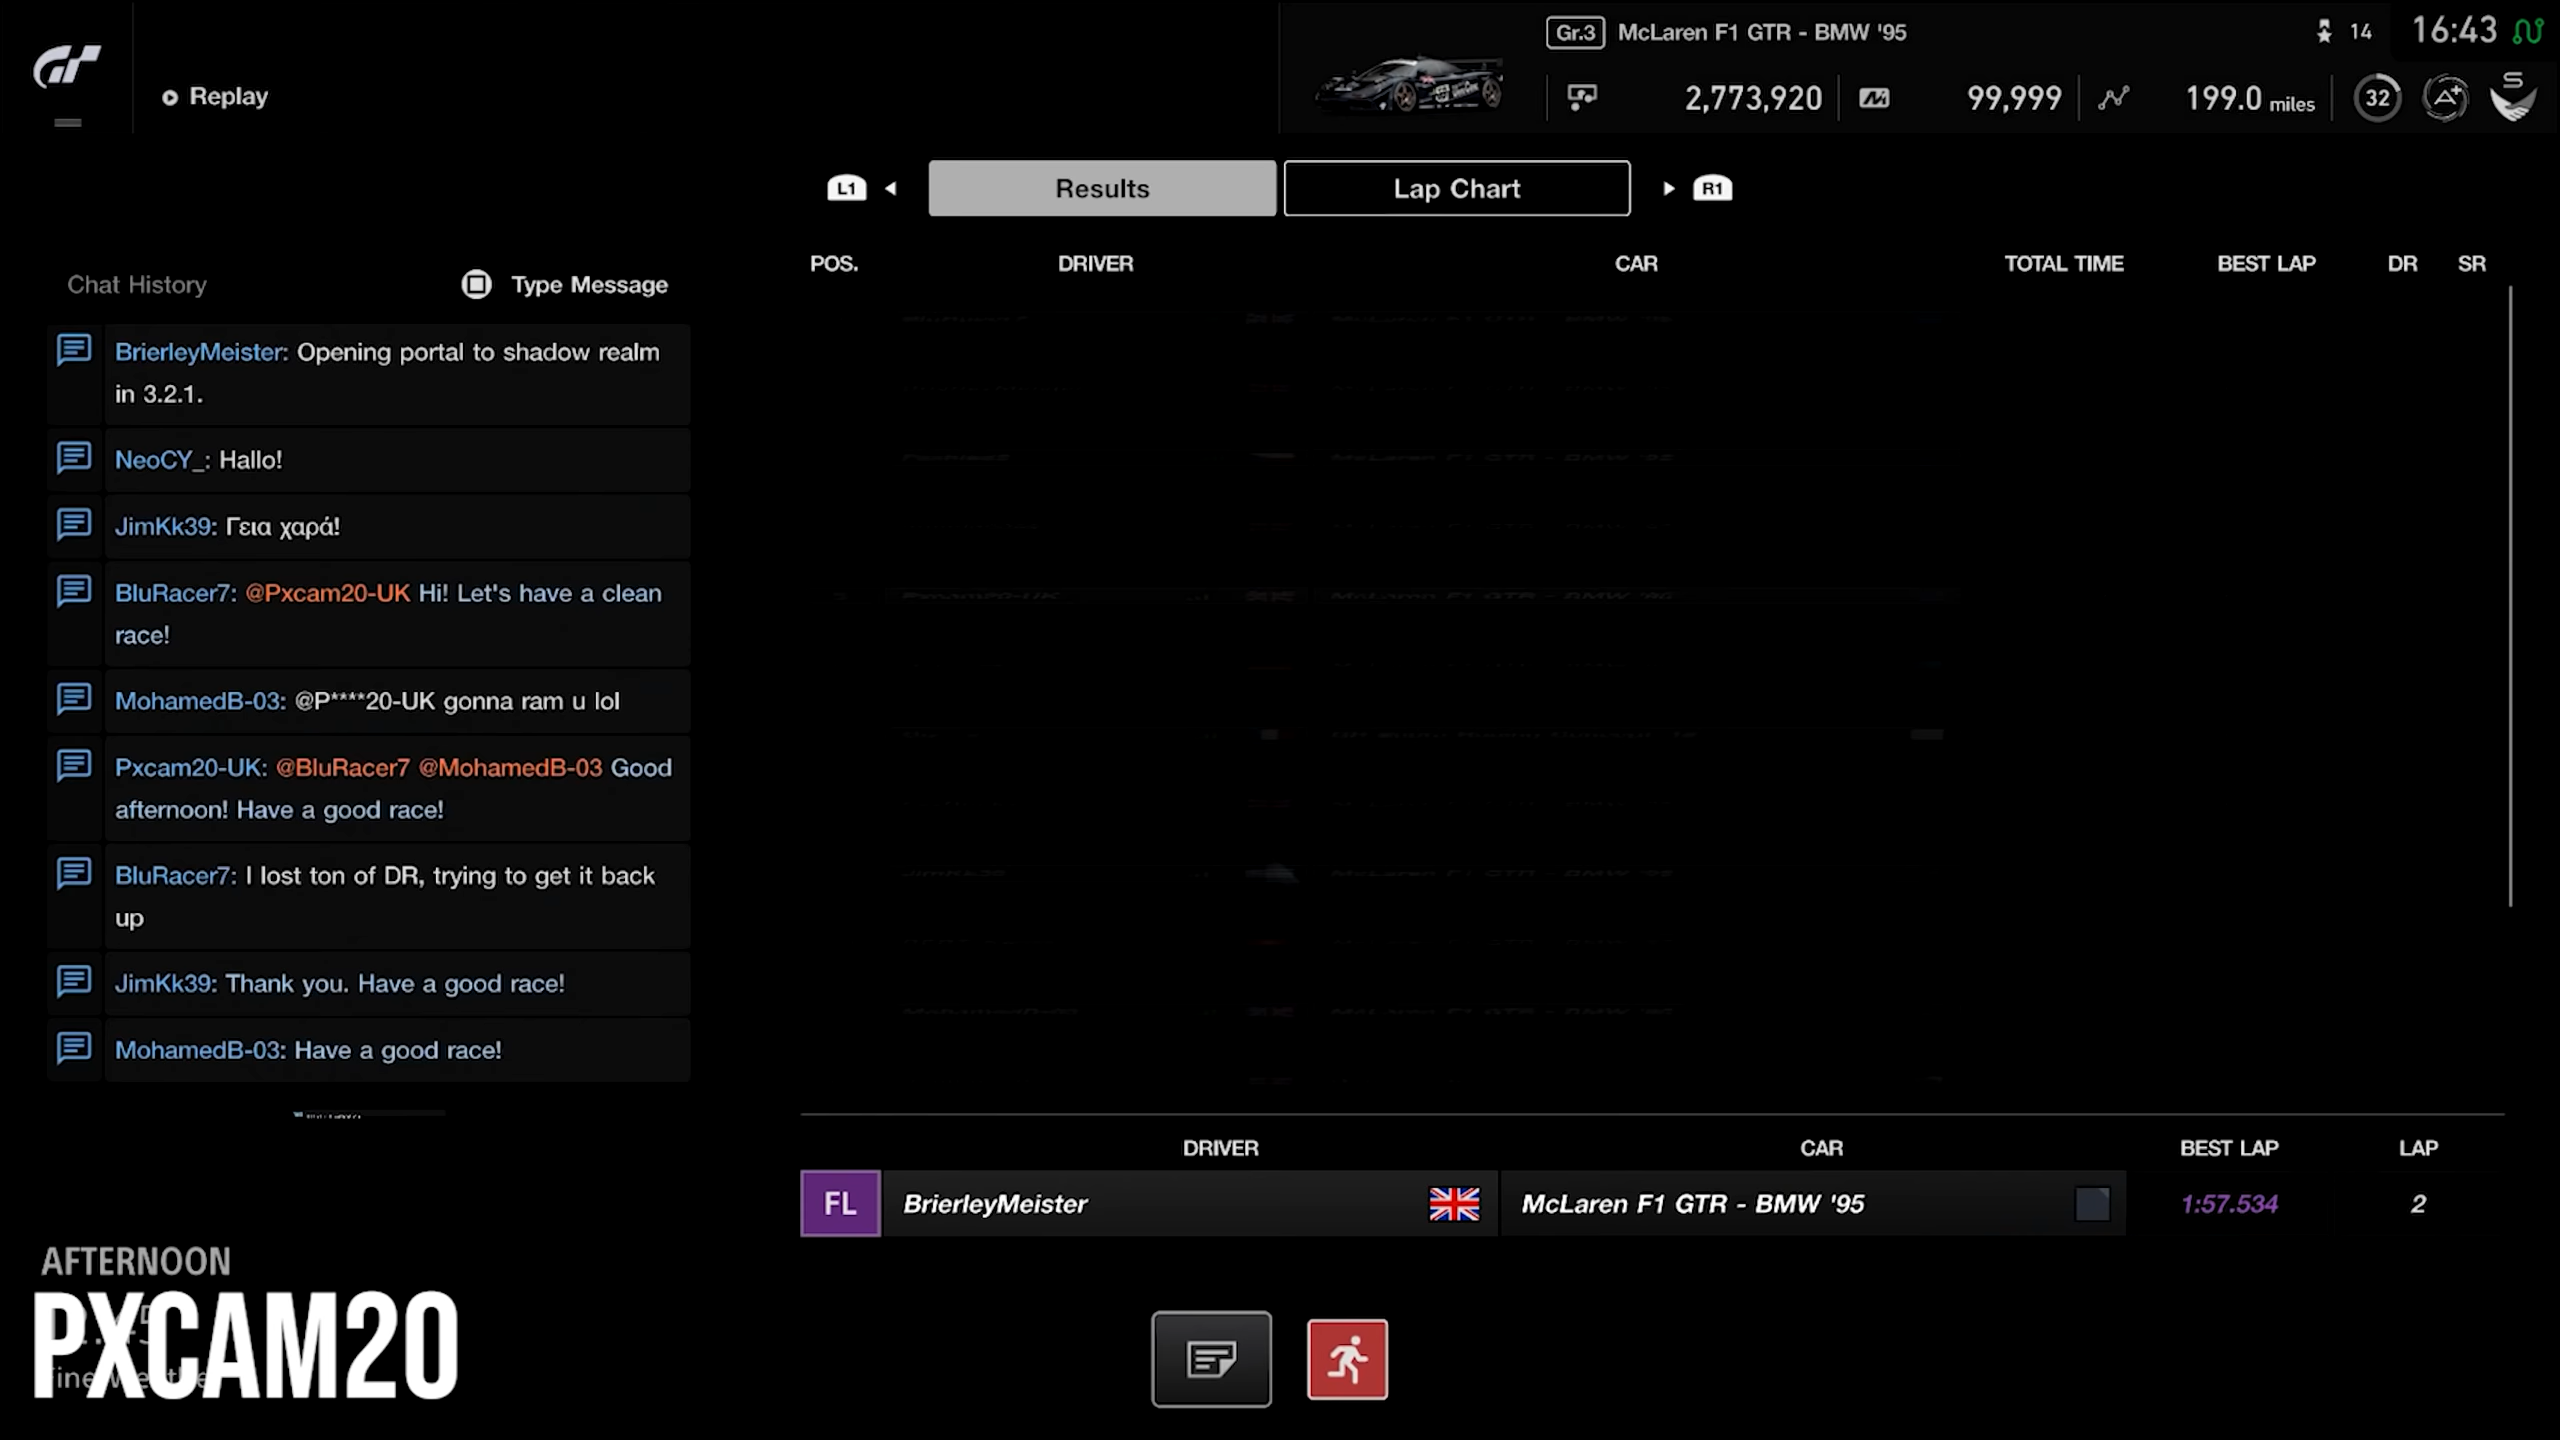 GT
Replay
Gr.3 McLaren F1 GTR - BMW '95
14 16:43
2,773,920 99,999 199.0 miles 32 A+ S
L1 Results Lap Chart R1
Chat History Type Message
POS. DRIVER CAR TOTAL TIME BEST LAP DR SR
BrierleyMeister: Opening portal to shadow realm
in 3.2.1.
NeoCY_: Hallo!
JimKk39: Γεια χαρά!
BluRacer7: @Pxcam20-UK Hi! Let's have a clean
race!
MohamedB-03: @P****20-UK gonna ram u lol
Pxcam20-UK: @BluRacer7 @MohamedB-03 Good
afternoon! Have a good race!
BluRacer7: I lost ton of DR, trying to get it back
up
JimKk39: Thank you. Have a good race!
MohamedB-03: Have a good race!
DRIVER CAR BEST LAP LAP
FL BrierleyMeister McLaren F1 GTR - BMW '95 1:57.534 2
AFTERNOON
PXCAM20